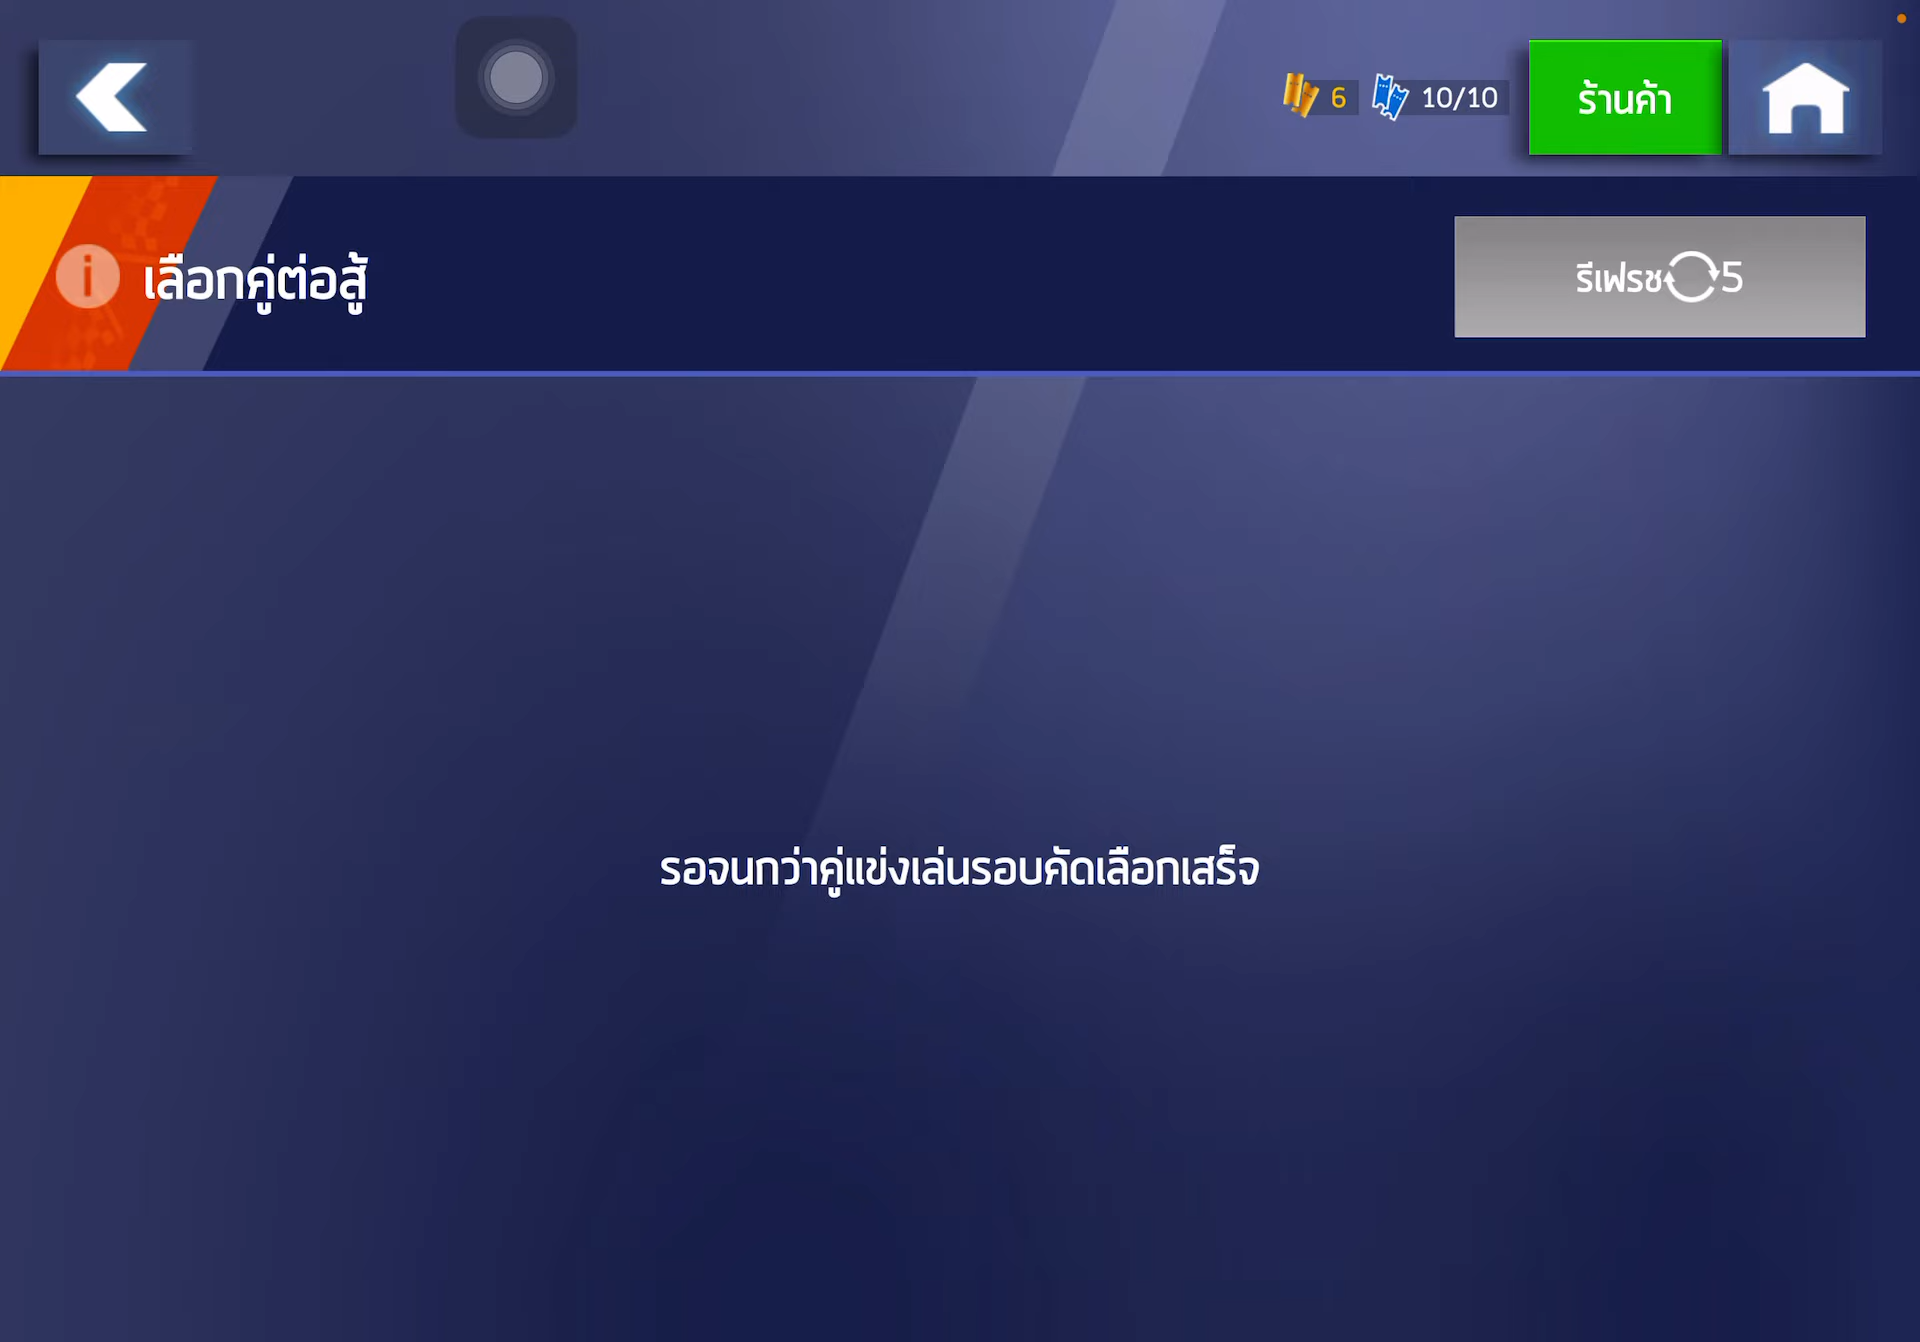 6 10/10 ร้านค้า
เลือกคู่ต่อสู้ รีเฟรช 5
รอจนกว่าคู่แข่งเล่นรอบคัดเลือกเสร็จ